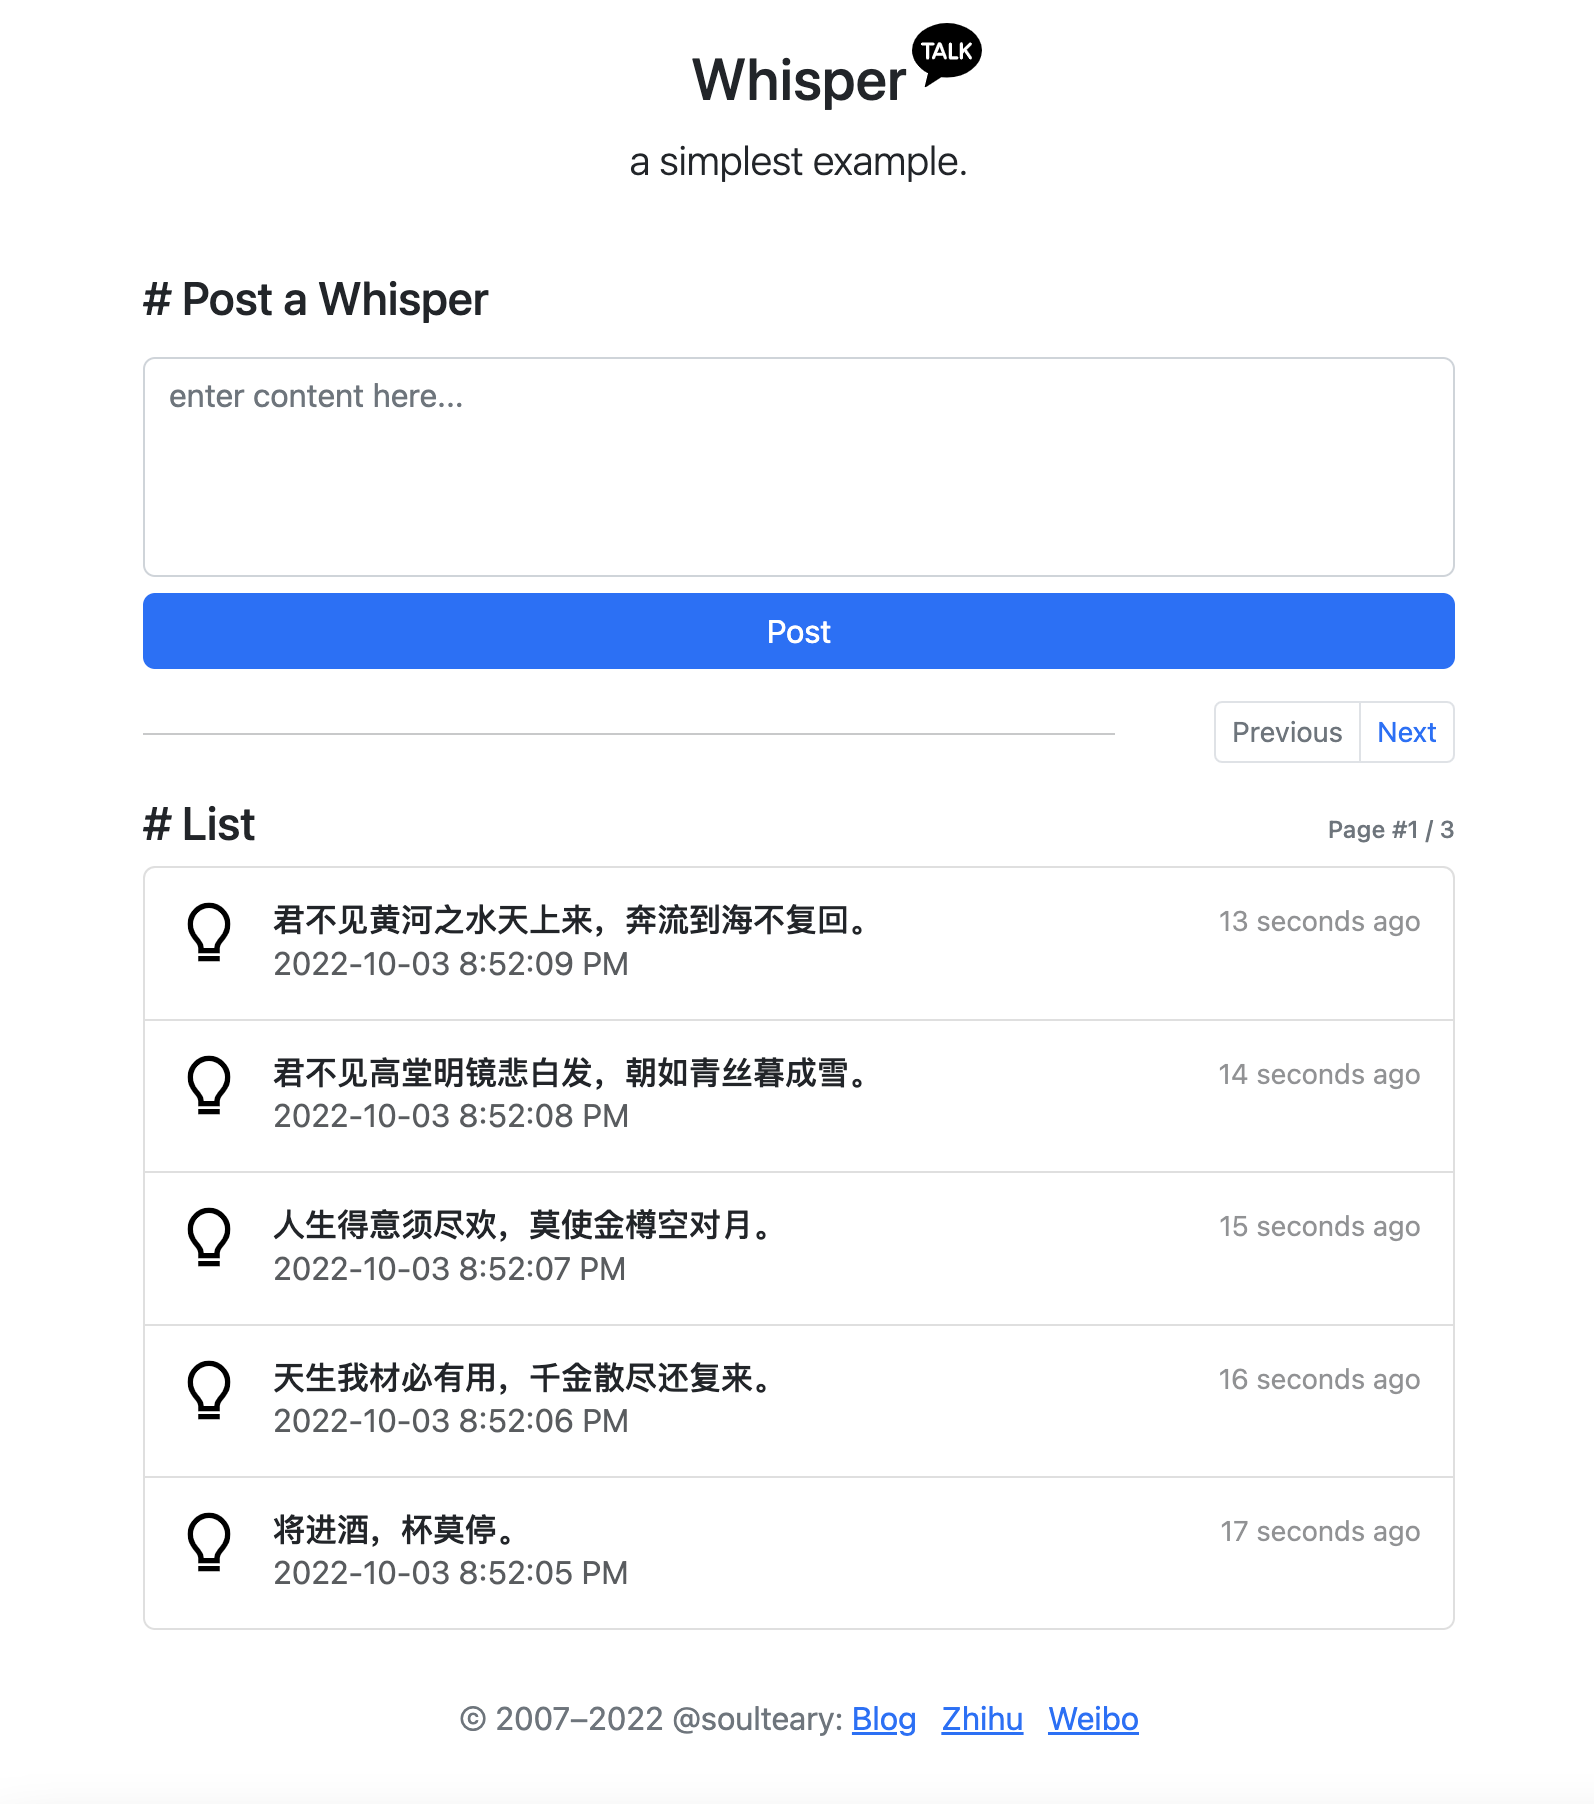 Whisper TALK
a simplest example.
# Post a Whisper
enter content here...
Post
Previous Next
# List Page #1 / 3
君不见黄河之水天上来，奔流到海不复回。 13 seconds ago
2022-10-03 8:52:09 PM
君不见高堂明镜悲白发，朝如青丝暮成雪。 14 seconds ago
2022-10-03 8:52:08 PM
人生得意须尽欢，莫使金樽空对月。 15 seconds ago
2022-10-03 8:52:07 PM
天生我材必有用，千金散尽还复来。 16 seconds ago
2022-10-03 8:52:06 PM
将进酒，杯莫停。 17 seconds ago
2022-10-03 8:52:05 PM
© 2007–2022 @soulteary: Blog Zhihu Weibo